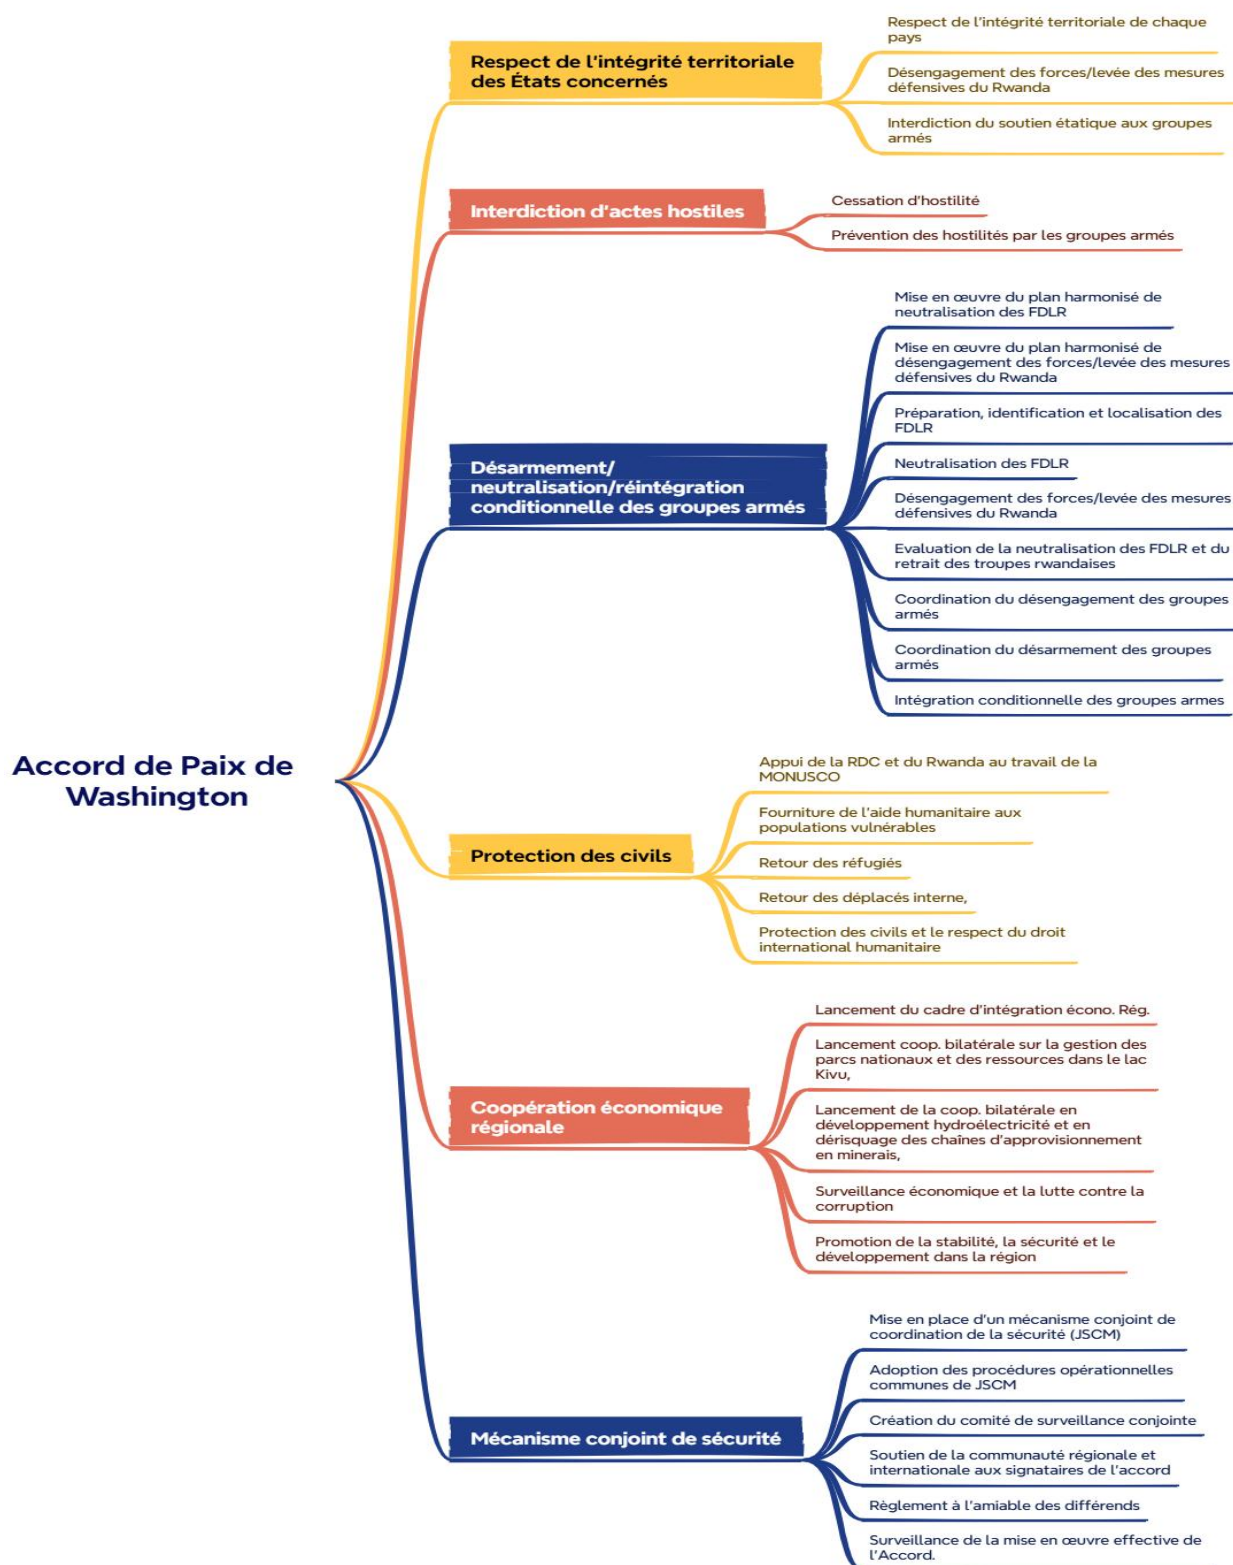 Accord de Paix de
Washington
Respect de l'intégrité territoriale
des États concernés
Respect de l'intégrité territoriale de chaque
pays
Désengagement des forces/levée des mesures
défensives du Rwanda
Interdiction du soutien étatique aux groupes
armés
Interdiction d'actes hostiles
Cessation d'hostilité
Prévention des hostilités par les groupes armés
Désarmement/
neutralisation/réintégration
conditionnelle des groupes armés
Mise en œuvre du plan harmonisé de
neutralisation des FDLR
Mise en œuvre du plan harmonisé de
désengagement des forces/levée des mesures
défensives du Rwanda
Préparation, identification et localisation des
FDLR
Neutralisation des FDLR
Désengagement des forces/levée des mesures
défensives du Rwanda
Evaluation de la neutralisation des FDLR et du
retrait des troupes rwandaises
Coordination du désengagement des groupes
armés
Coordination du désarmement des groupes
armés
Intégration conditionnelle des groupes armes
Protection des civils
Appui de la RDC et du Rwanda au travail de la
MONUSCO
Fourniture de l'aide humanitaire aux
populations vulnérables
Retour des réfugiés
Retour des déplacés interne,
Protection des civils et le respect du droit
international humanitaire
Coopération économique
régionale
Lancement du cadre d'intégration écono. Rég.
Lancement coop. bilatérale sur la gestion des
parcs nationaux et des ressources dans le lac
Kivu,
Lancement de la coop. bilatérale en
développement hydroélectricité et en
dérisquage des chaînes d'approvisionnement
en minerais,
Surveillance économique et la lutte contre la
corruption
Promotion de la stabilité, la sécurité et le
développement dans la région
Mécanisme conjoint de sécurité
Mise en place d'un mécanisme conjoint de
coordination de la sécurité (JSCM)
Adoption des procédures opérationnelles
communes de JSCM
Création du comité de surveillance conjointe
Soutien de la communauté régionale et
internationale aux signataires de l'accord
Règlement à l'amiable des différends
Surveillance de la mise en œuvre effective de
l'Accord.